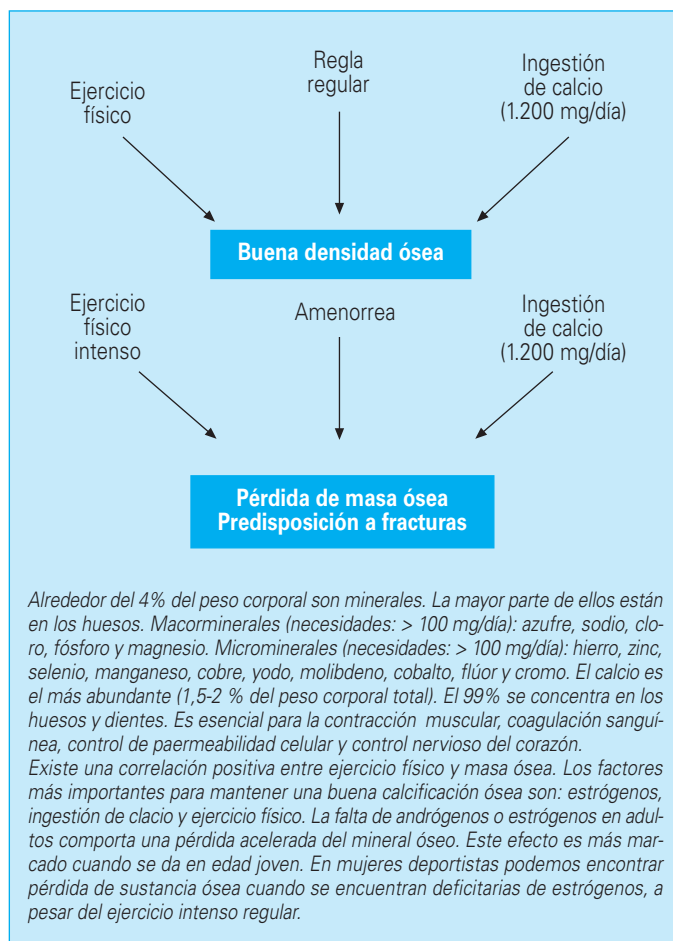 Ejercicio
físico
Regla
regular
Ingestión
de calcio
(1.200 mg/día)
Buena densidad ósea
Ejercicio
físico
intenso
Amenorrea
Ingestión
de calcio
(1.200 mg/día)
Pérdida de masa ósea
Predisposición a fracturas
Alrededor del 4% del peso corporal son minerales. La mayor parte de ellos están
en los huesos. Macorminerales (necesidades: > 100 mg/día): azufre, sodio, clo-
ro, fósforo y magnesio. Microminerales (necesidades: > 100 mg/día): hierro, zinc,
selenio, manganeso, cobre, yodo, molibdeno, cobalto, flúor y cromo. El calcio es
el más abundante (1,5-2 % del peso corporal total). El 99% se concentra en los
huesos y dientes. Es esencial para la contracción muscular, coagulación sanguí-
nea, control de paermeabilidad celular y control nervioso del corazón.
Existe una correlación positiva entre ejercicio físico y masa ósea. Los factores
más importantes para mantener una buena calcificación ósea son: estrógenos,
ingestión de clacio y ejercicio físico. La falta de andrógenos o estrógenos en adul-
tos comporta una pérdida acelerada del mineral óseo. Este efecto es más mar-
cado cuando se da en edad joven. En mujeres deportistas podemos encontrar
pérdida de sustancia ósea cuando se encuentran deficitarias de estrógenos, a
pesar del ejercicio intenso regular.